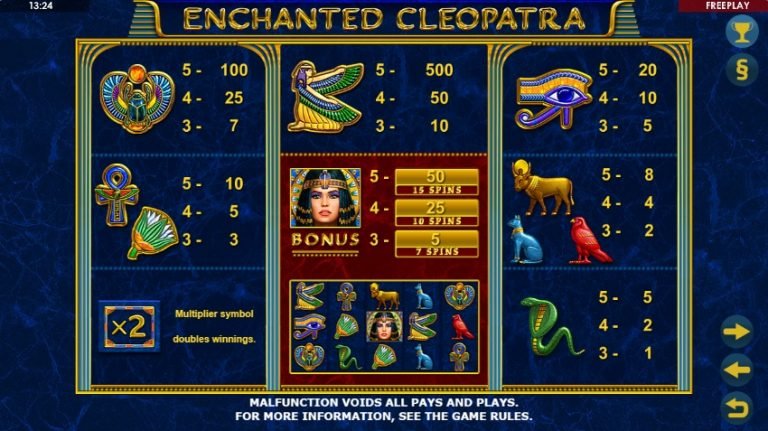 13:24
FREEPLAY
ENCHANTED CLEOPATRA
5 - 100
4 - 25
3 - 7
5 - 500
4 - 50
3 - 10
5 - 20
4 - 10
3 - 5
5 - 10
4 - 5
3 - 3
BONUS
5 - 50
15 SPINS
4 - 25
10 SPINS
3 - 5
7 SPINS
5 - 8
4 - 4
3 - 2
×2
Multiplier symbol
doubles winnings.
5 - 5
4 - 2
3 - 1
§
MALFUNCTION VOIDS ALL PAYS AND PLAYS.
FOR MORE INFORMATION, SEE THE GAME RULES.